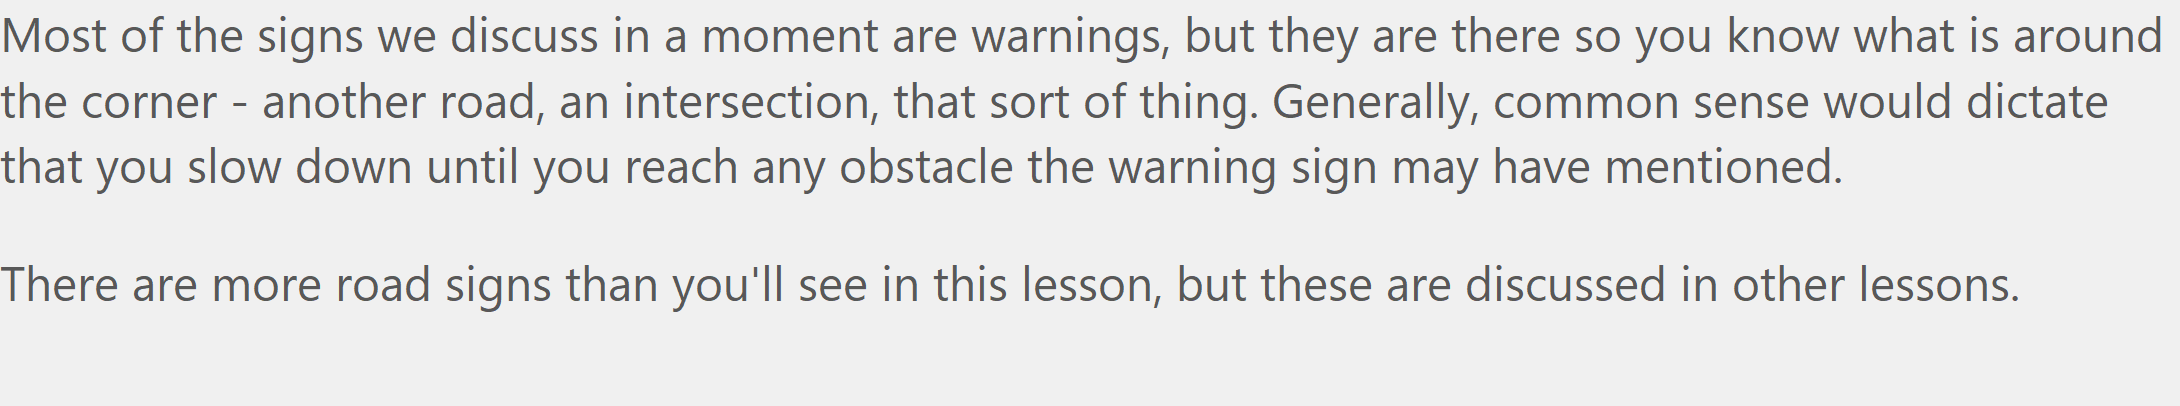 Most of the signs we discuss in a moment are warnings, but they are there so you know what is around
the corner - another road, an intersection, that sort of thing. Generally, common sense would dictate
that you slow down until you reach any obstacle the warning sign may have mentioned.
There are more road signs than you'll see in this lesson, but these are discussed in other lessons.